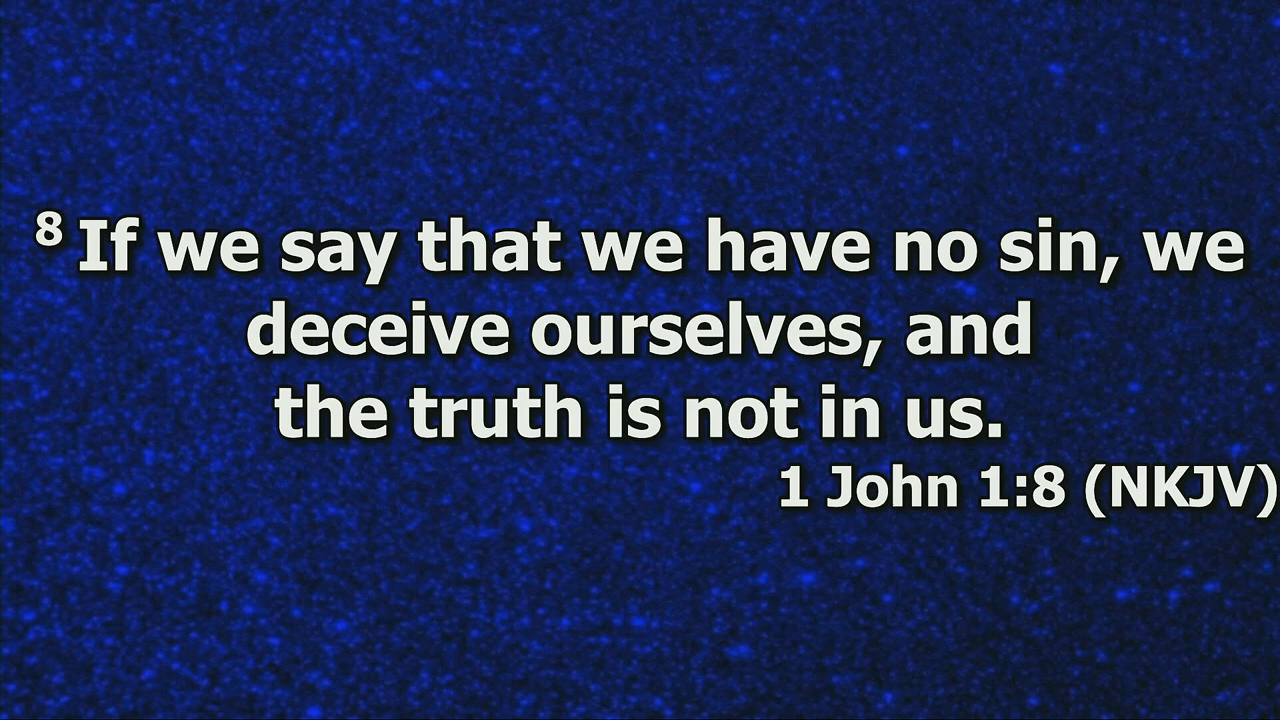 8 If we say that we have no sin, we
deceive ourselves, and
the truth is not in us.
1 John 1:8 (NKJV)